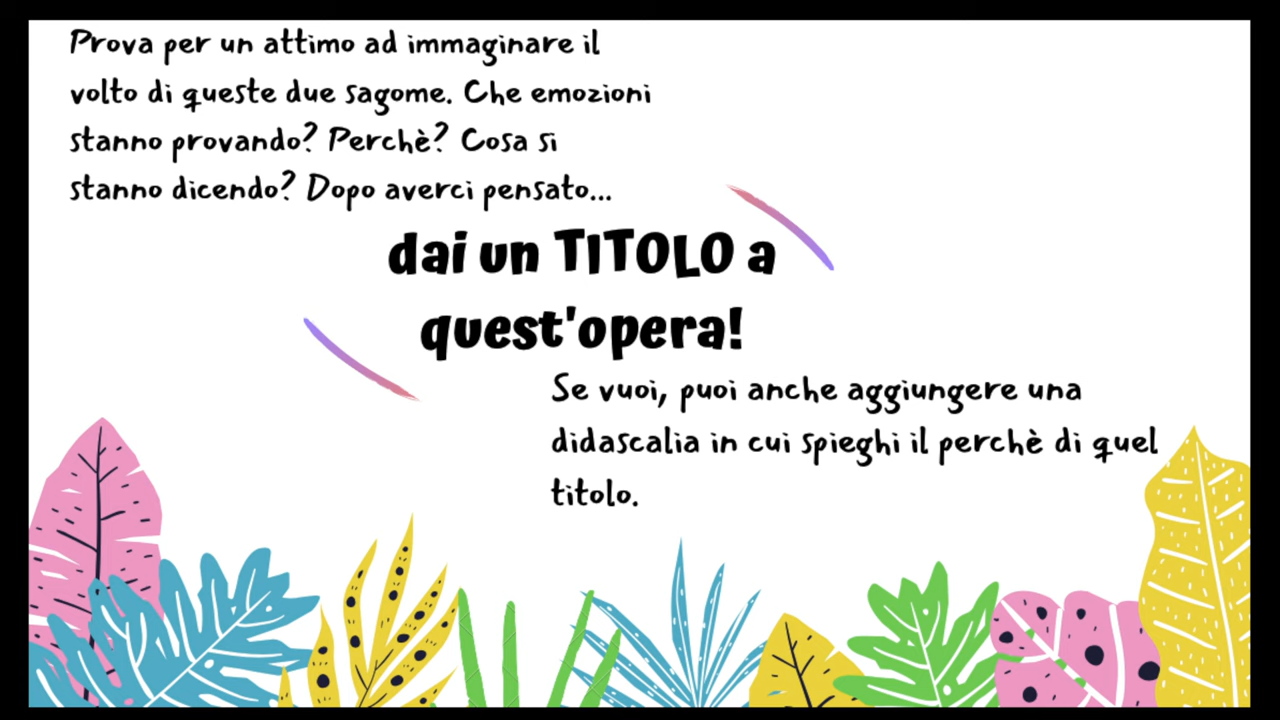 Prova per un attimo ad immaginare il
volto di queste due sagome. Che emozioni
stanno provando? Perchè? Cosa si
stanno dicendo? Dopo averci pensato...
dai un TITOLO a
quest'opera!
Se vuoi, puoi anche aggiungere una
didascalia in cui spieghi il perchè di quel
titolo.